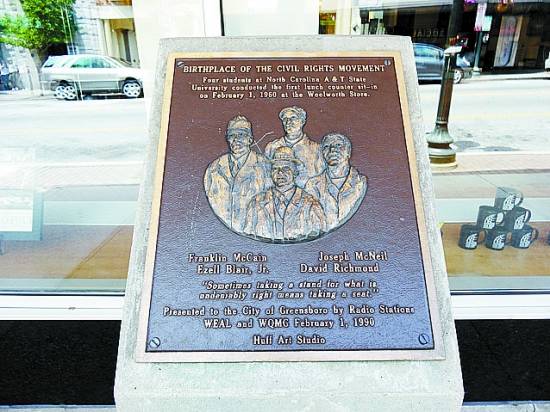 BIRTHPLACE OF THE CIVIL RIGHTS MOVEMENT
Four students at North Carolina A & T State
University conducted the first lunch counter sit-in
on February 1, 1960 at the Woolworth Store.
Franklin McCain Joseph McNeil
Ezell Blair, Jr. David Richmond
"Sometimes taking a stand for what is
undeniably right means taking a seat."
Presented to the City of Greensboro by Radio Stations
WEAL and WQMG February 1, 1990
Huff Art Studio